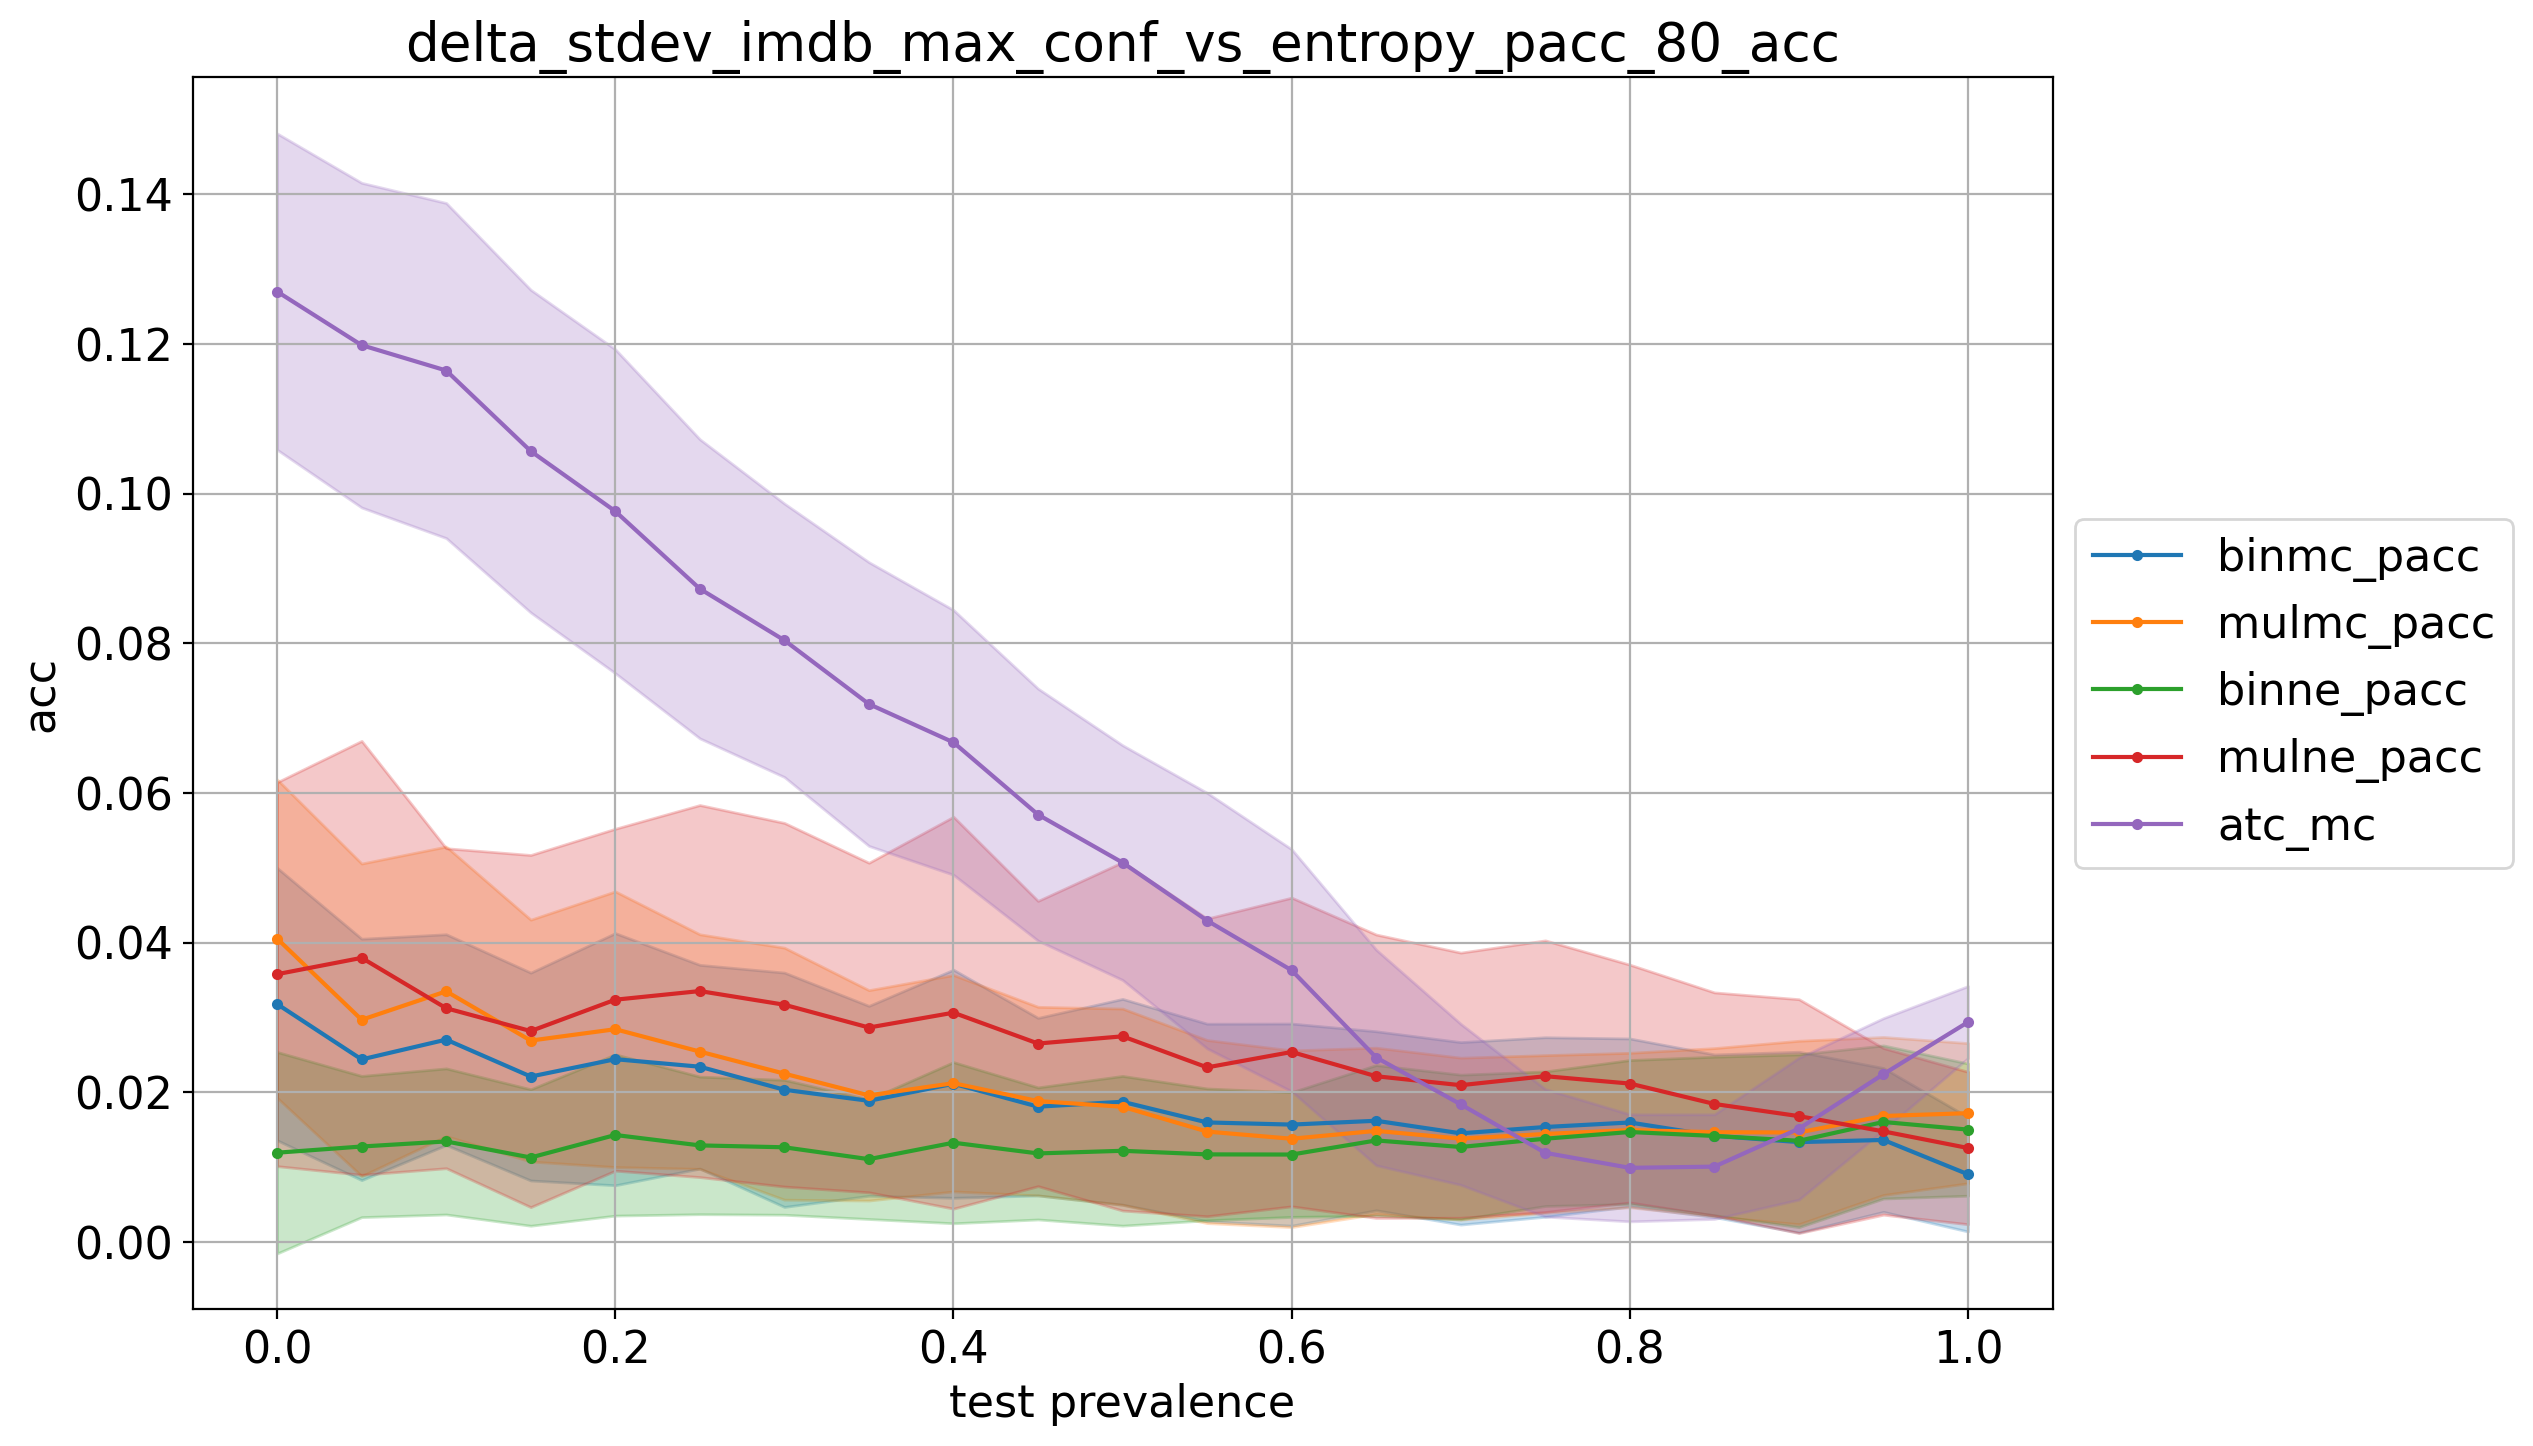 delta_stdev_imdb_max_conf_vs_entropy_pacc_80_acc
acc
0.14
0.12
0.10
0.08
0.06
0.04
0.02
0.00
0.0 0.2 0.4 0.6 0.8 1.0
test prevalence
binmc_pacc
mulmc_pacc
binne_pacc
mulne_pacc
atc_mc